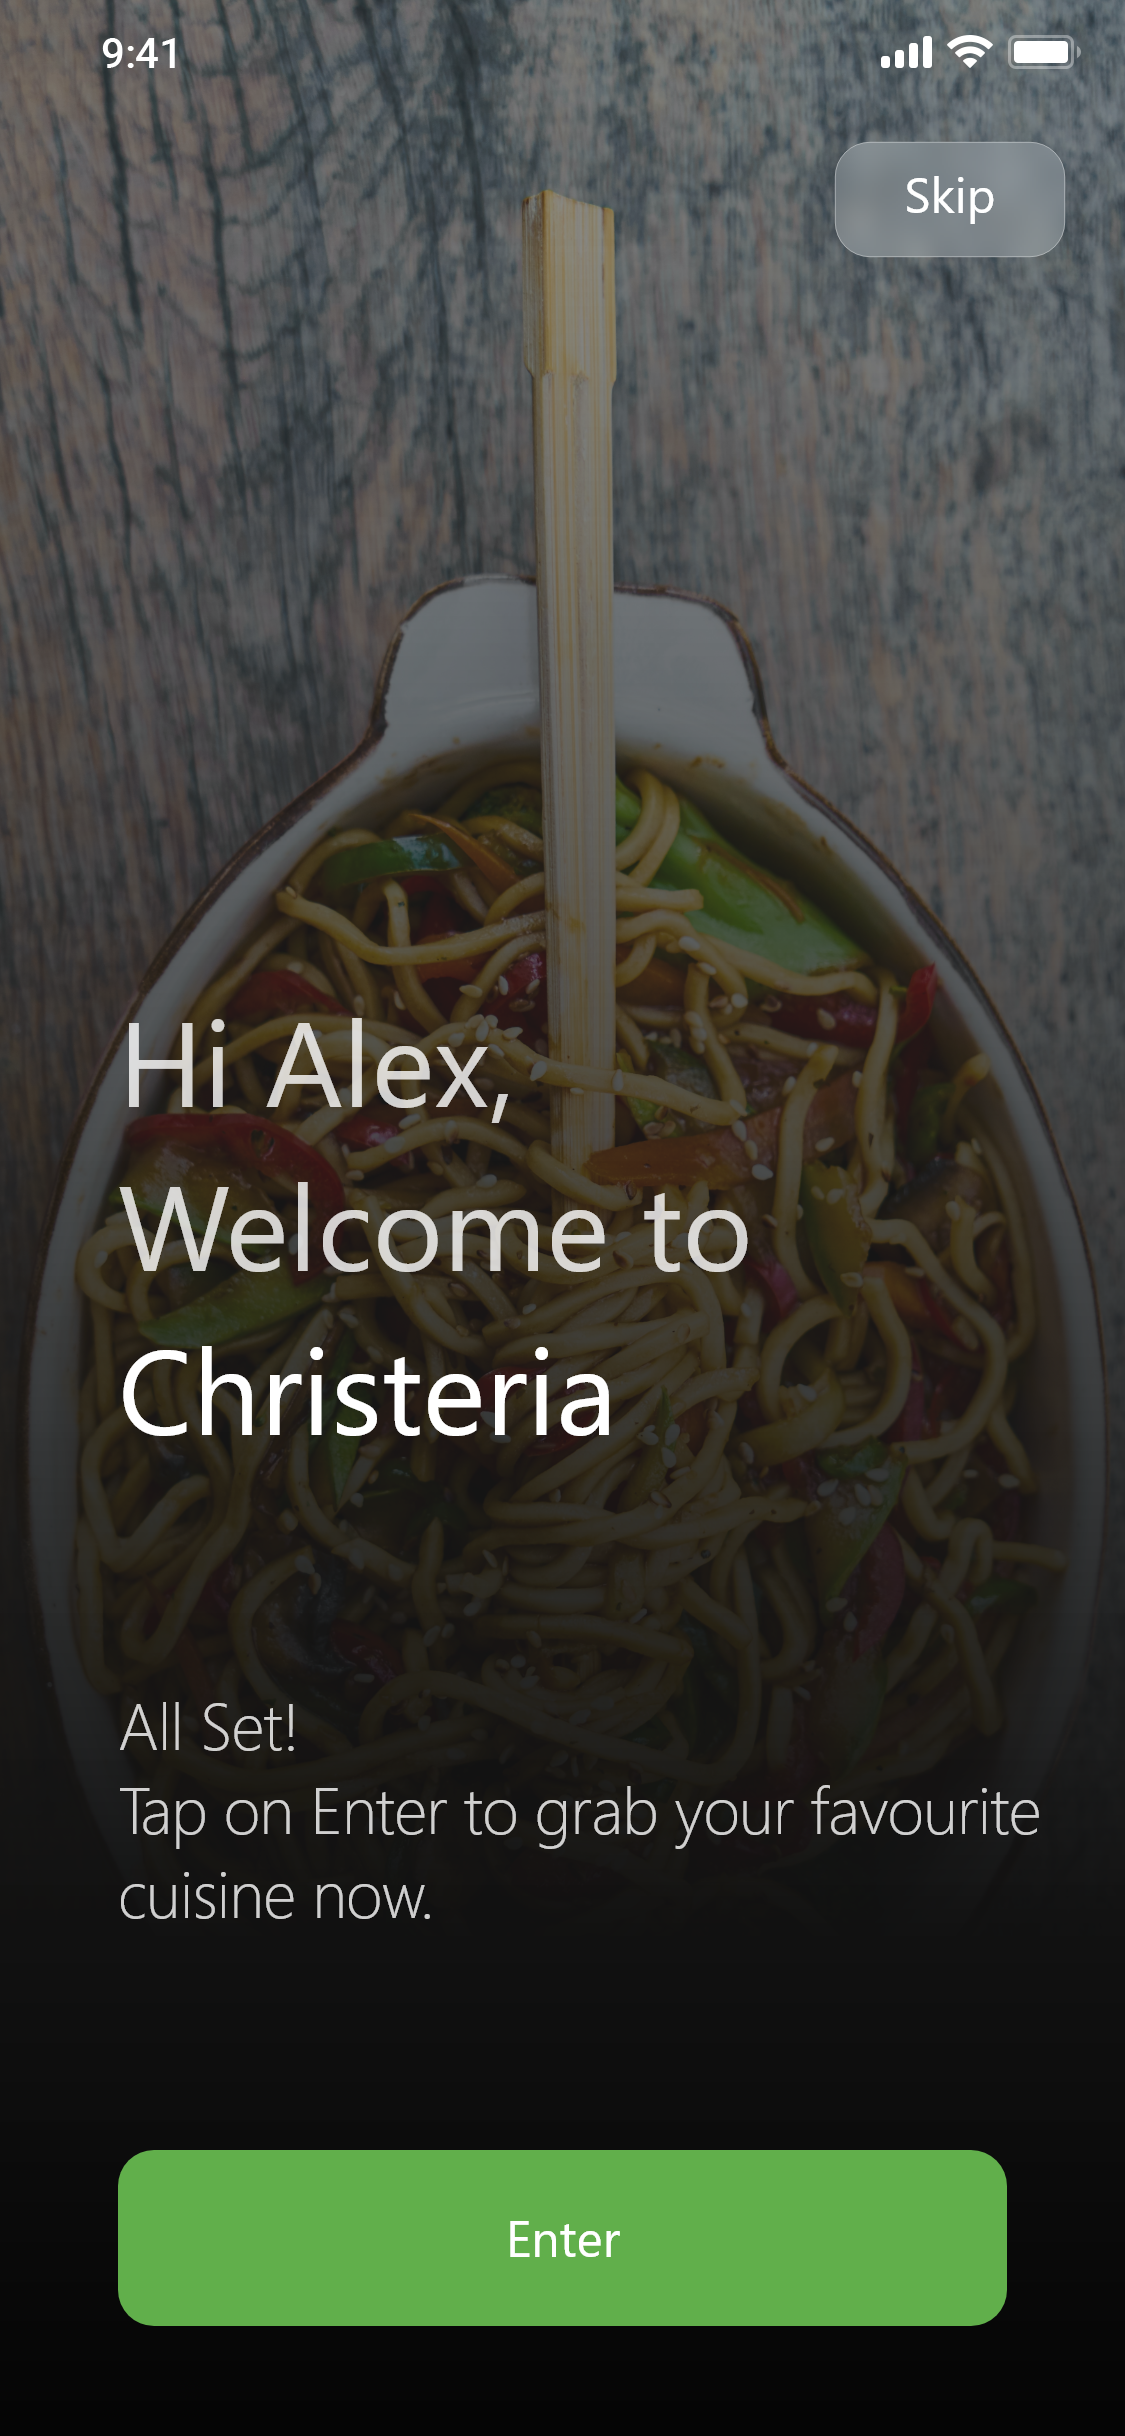 9:41
Skip
Hi Alex,
Welcome to
Christeria
All Set!
Tap on Enter to grab your favourite
cuisine now.
Enter